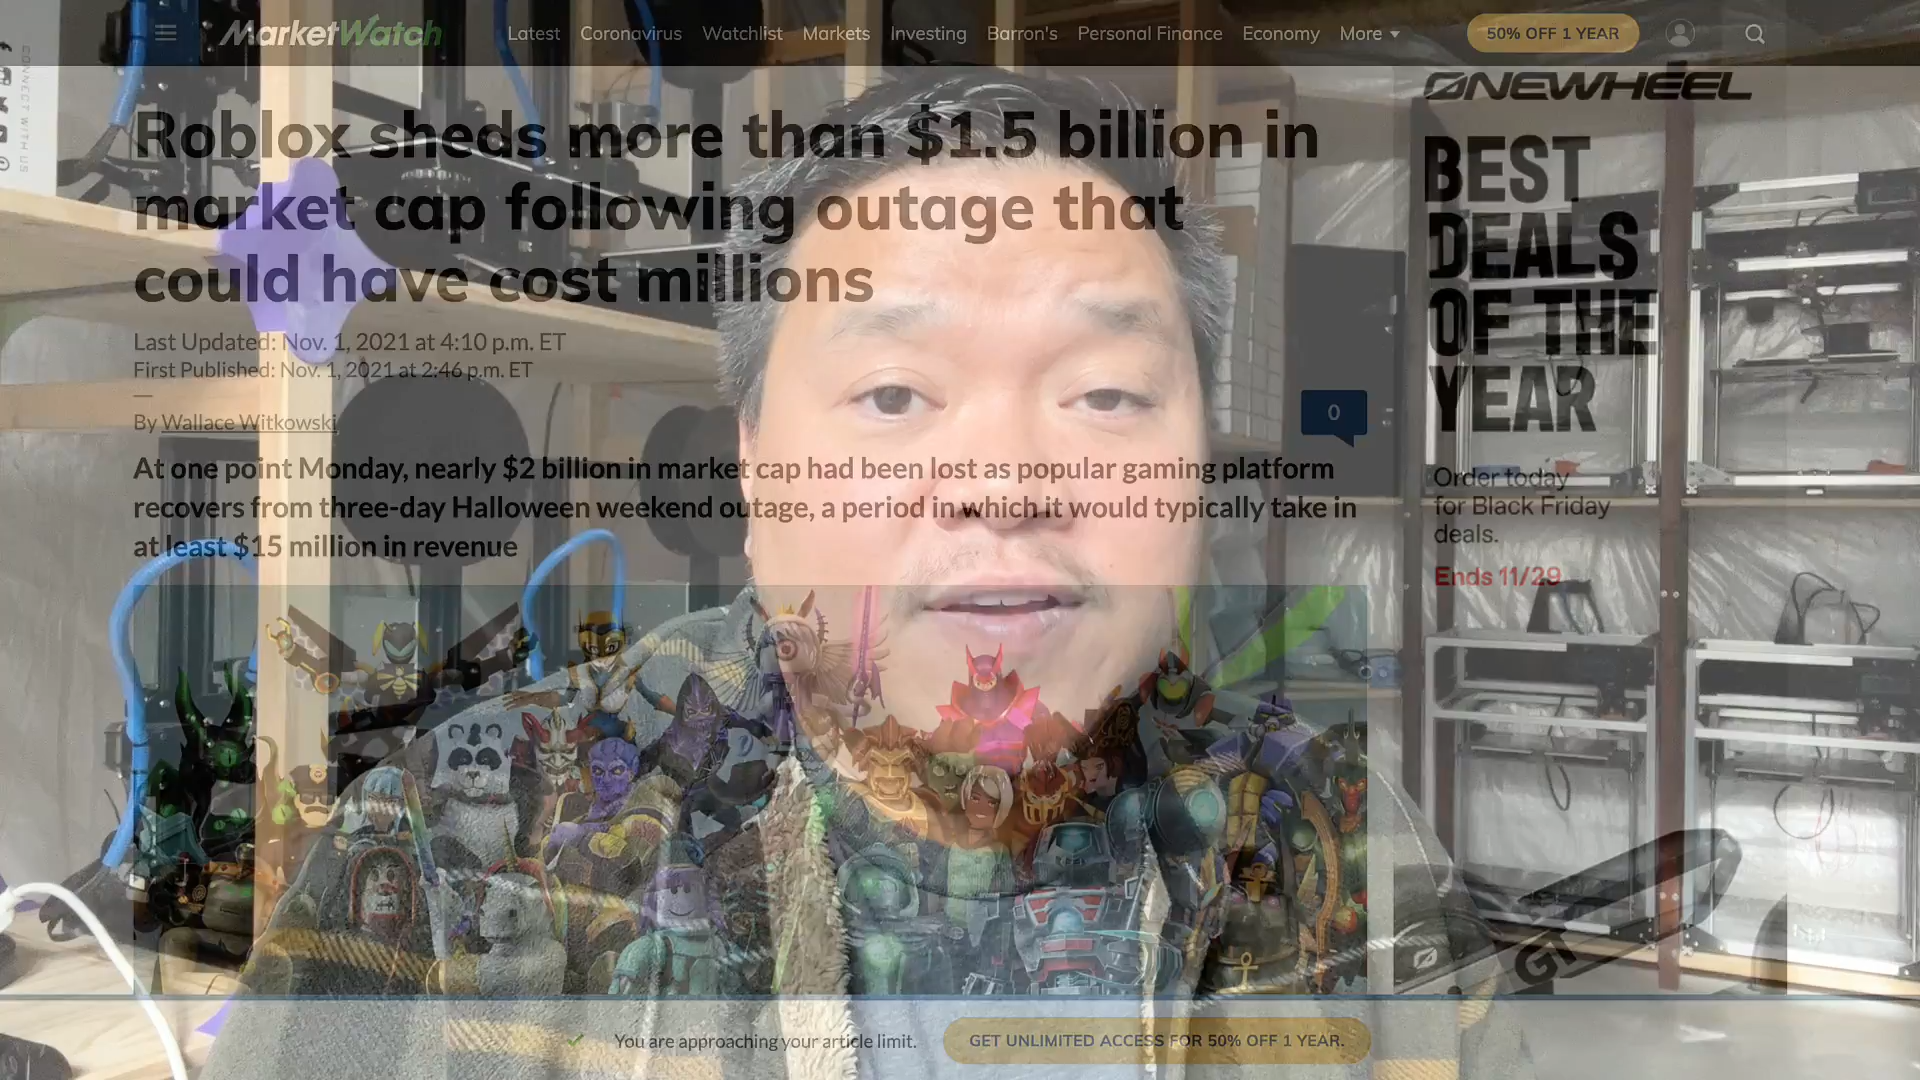 MarketWatch
Latest Coronavirus Watchlist Markets Investing Barron's Personal Finance Economy More
50% OFF 1 YEAR
CONNECT WITH US
ONEWHEEL
BEST
DEALS
OF THE
YEAR
Order today
for Black Friday
deals.
Ends 11/29
GT
Roblox sheds more than $1.5 billion in
market cap following outage that
could have cost millions
Last Updated: Nov. 1, 2021 at 4:10 p.m. ET
First Published: Nov. 1, 2021 at 2:46 p.m. ET
By Wallace Witkowski
0
At one point Monday, nearly $2 billion in market cap had been lost as popular gaming platform
recovers from three-day Halloween weekend outage, a period in which it would typically take in
at least $15 million in revenue
You are approaching your article limit.
GET UNLIMITED ACCESS FOR 50% OFF 1 YEAR.